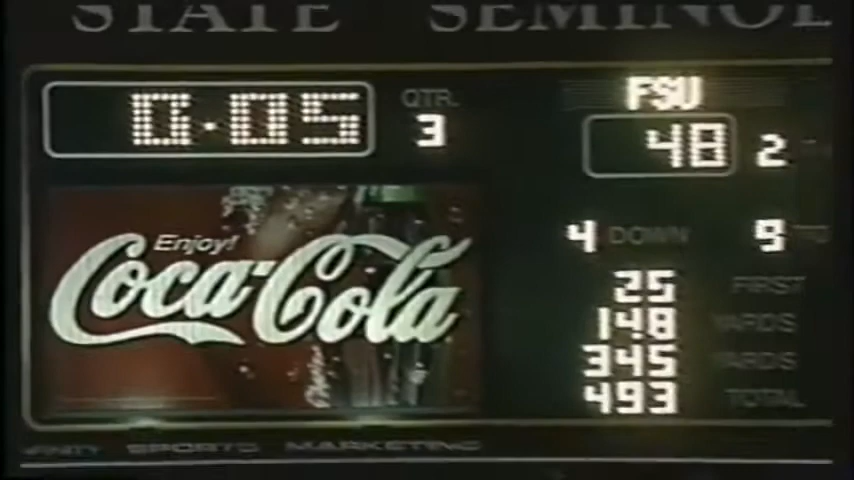 STATE SEMINOL
0:05 QTR. 3
FSU
48 2
Enjoy!
Coca-Cola
4 DOWN 9 TO
25 FIRST
148 YARDS
345 YARDS
493 TOTAL
SPORTS MARKETING